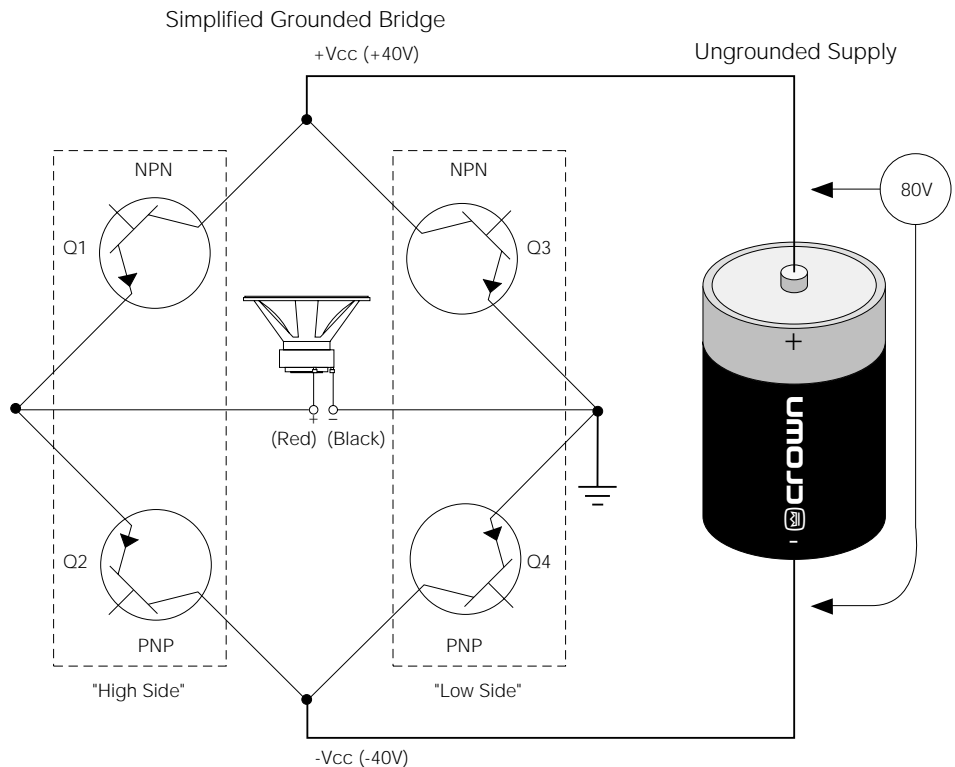 Simplified Grounded Bridge
+Vcc (+40V)
Ungrounded Supply
NPN
NPN
80V
Q1
Q3
+
+ −
(Red) (Black)
crown
-
Q2
Q4
PNP
PNP
"High Side"
"Low Side"
-Vcc (-40V)